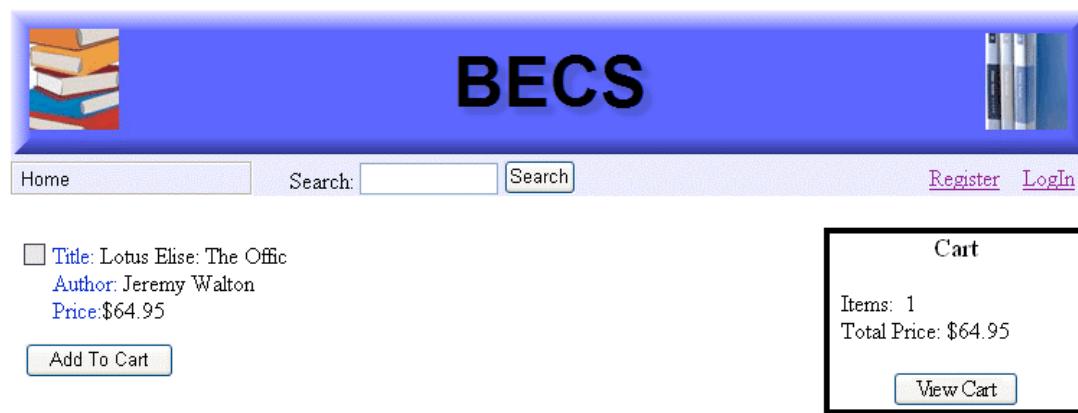 BECS
Home Search: Search Register LogIn
Title: Lotus Elise: The Offic
Author: Jeremy Walton
Price:$64.95
Add To Cart
Cart
Items: 1
Total Price: $64.95
View Cart